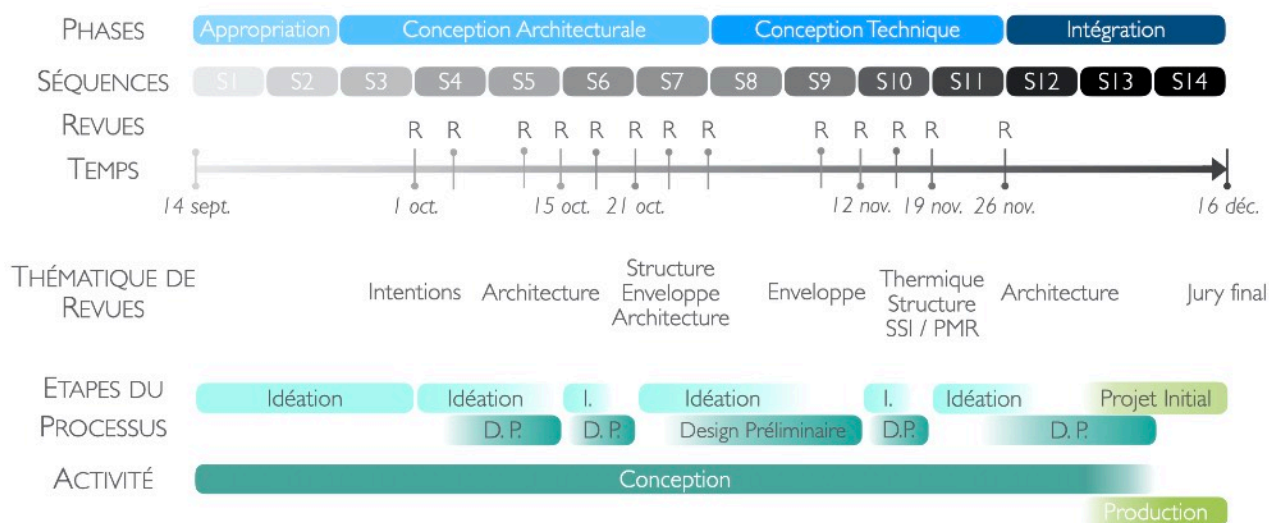 PHASES Appropriation Conception Architecturale Conception Technique Intégration
SÉQUENCES S1 S2 S3 S4 S5 S6 S7 S8 S9 S10 S11 S12 S13 S14
REVUES R R R R R R R R R R R R R
TEMPS
14 sept. 1 oct. 15 oct. 21 oct. 12 nov. 19 nov. 26 nov. 16 déc.
THÉMATIQUE DE
REVUES
Intentions
Architecture
Structure
Enveloppe
Architecture
Enveloppe
Thermique
Structure
SSI / PMR
Architecture
Jury final
ETAPES DU
PROCESSUS
Idéation Idéation I. Idéation I. Idéation Projet Initial
D. P. D. P. Design Préliminaire D.P. D. P.
ACTIVITÉ Conception
Production